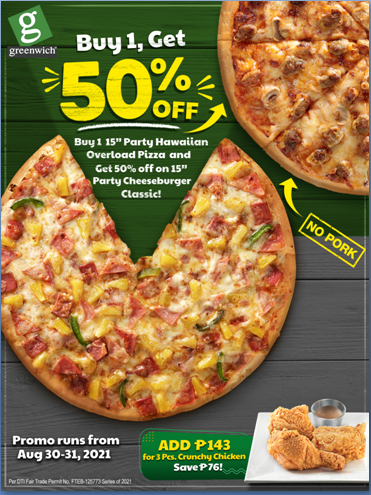 g
greenwich®
Buy 1, Get
50%
OFF
Buy 1 15" Party Hawaiian
Overload Pizza and
Get 50% off on 15"
Party Cheeseburger
Classic!
NO PORK
Promo runs from
Aug 30-31, 2021
ADD ₱143
for 3 Pcs. Crunchy Chicken
Save ₱76!
Per DTI Fair Trade Permit No. FTEB-125773 Series of 2021